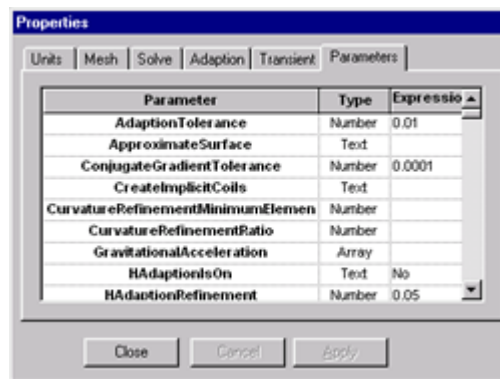 Properties
Units Mesh Solve Adaption Transient Parameters
Parameter Type Expressio
AdaptionTolerance Number 0.01
ApproximateSurface Text
ConjugateGradientTolerance Number 0.0001
CreateImplicitCoils Text
CurvatureRefinementMinimumElemen Number
CurvatureRefinementRatio Number
GravitationalAcceleration Array
HAdaptionIsOn Text No
HAdaptionRefinement Number 0.05
Close Cancel Apply